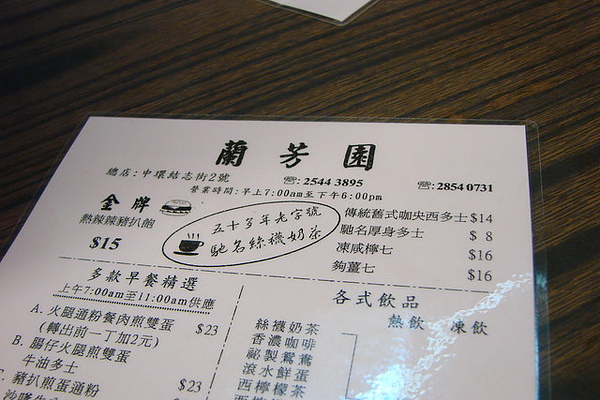 蘭芳園
總店:中環結志街2號 ☏: 2544 3895 ☏: 2854 0731
營業時間:早上7:00am至下午6:00pm
金牌
熱辣辣豬扒飽
$15
五十多年老字號
馳名絲襪奶茶
傳統舊式咖央西多士 $14
馳名厚身多士 $ 8
凍咸檸七 $16
夠薑七 $16
多款早餐精選
上午7:00am至11:00am供應
A. 火腿通粉餐肉煎雙蛋 $23
(轉出前一丁加2元)
B. 腸仔火腿煎雙蛋
牛油多士
C. 豬扒煎蛋通粉 $23
各式飲品
熱飲 凍飲
絲襪奶茶
香濃咖啡
祕製鴛鴦
滾水鮮蛋
西檸檬茶